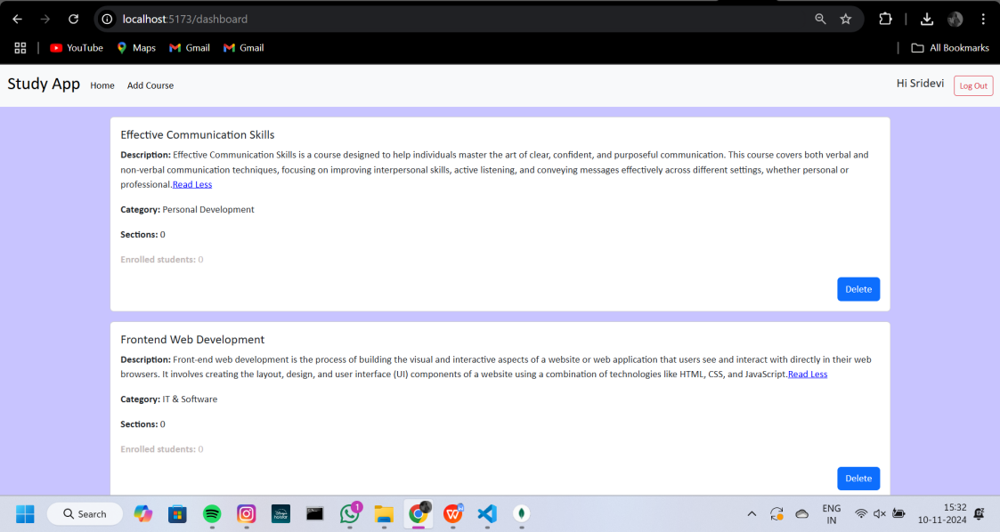 localhost:5173/dashboard
YouTube Maps Gmail Gmail All Bookmarks
Study App Home Add Course Hi Sridevi Log Out
Effective Communication Skills
Description: Effective Communication Skills is a course designed to help individuals master the art of clear, confident, and purposeful communication. This course covers both verbal and
non-verbal communication techniques, focusing on improving interpersonal skills, active listening, and conveying messages effectively across different settings, whether personal or
professional.Read Less
Category: Personal Development
Sections: 0
Enrolled students: 0
Delete
Frontend Web Development
Description: Front-end web development is the process of building the visual and interactive aspects of a website or web application that users see and interact with directly in their web
browsers. It involves creating the layout, design, and user interface (UI) components of a website using a combination of technologies like HTML, CSS, and JavaScript.Read Less
Category: IT & Software
Sections: 0
Enrolled students: 0
Delete
Search
1
ENG
IN
15:32
10-11-2024